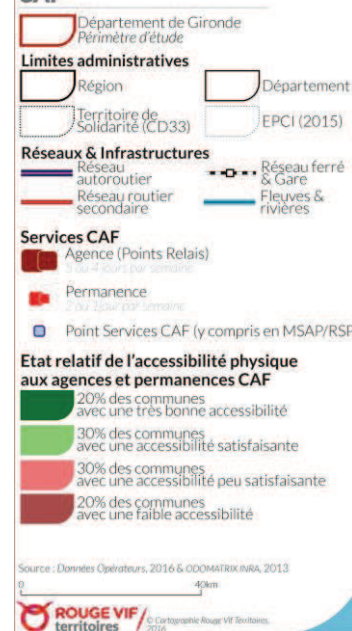 Département de Gironde
Périmètre d'étude
Limites administratives
Région
Département
Territoire de
Solidarité (CD33)
EPCI (2015)
Réseaux & Infrastructures
Réseau
autoroutier
Réseau ferré
& Gare
Réseau routier
secondaire
Fleuves &
rivières
Services CAF
Agence (Points Relais)
5 ou 4 jours par semaine
Permanence
2 ou 1 jour par semaine
Point Services CAF (y compris en MSAP/RSP
Etat relatif de l'accessibilité physique
aux agences et permanences CAF
20% des communes
avec une très bonne accessibilité
30% des communes
avec une accessibilité satisfaisante
30% des communes
avec une accessibilité peu satisfaisante
20% des communes
avec une faible accessibilité
Source : Données Opérateurs, 2016 & ODOMATRIX INRA, 2013
0 40km
ROUGE VIF
territoires
© Cartographie Rouge Vif Territoires,
2016